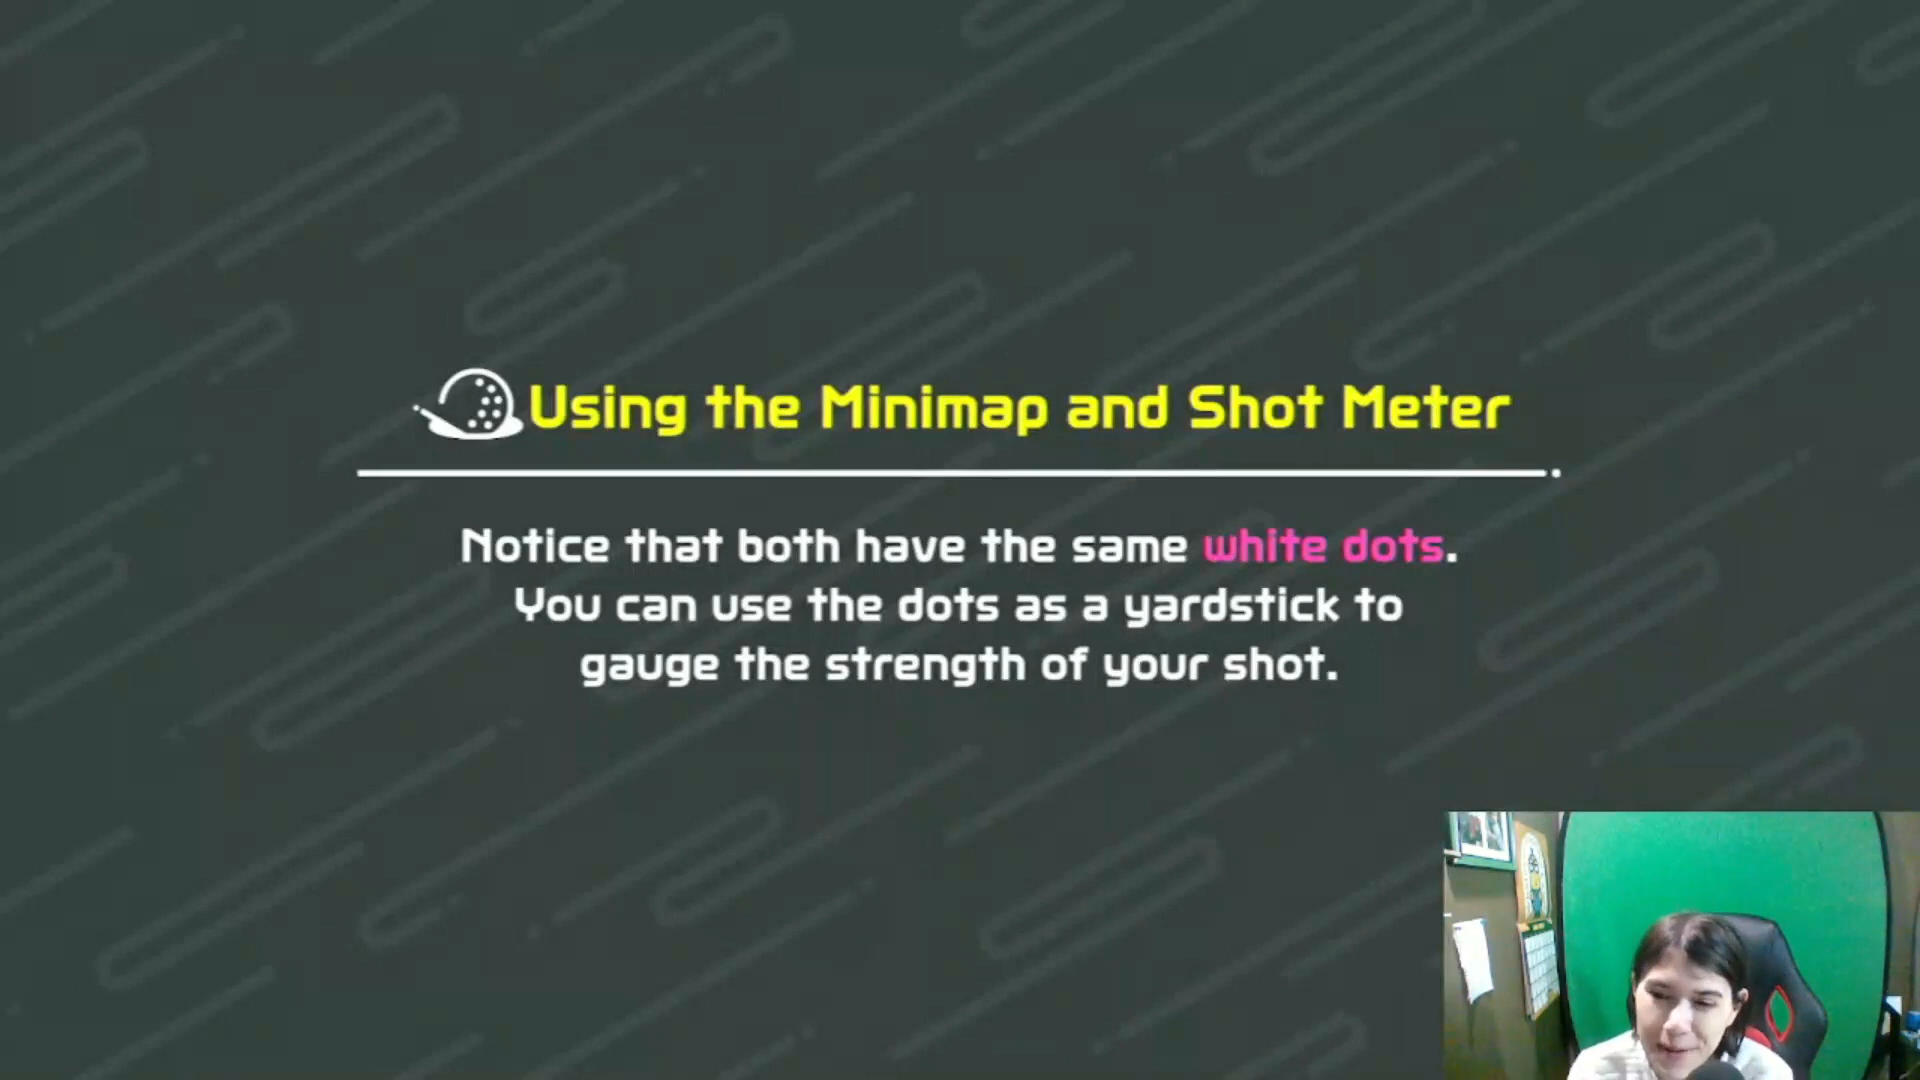 Using the Minimap and Shot Meter
Notice that both have the same white dots.
You can use the dots as a yardstick to
gauge the strength of your shot.